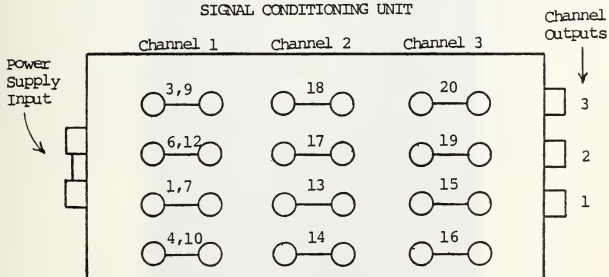 SIGNAL CONDITIONING UNIT
Channel 1 Channel 2 Channel 3
Channel
Outputs
Power
Supply
Input
3,9 18 20 3
6,12 17 19 2
1,7 13 15 1
4,10 14 16